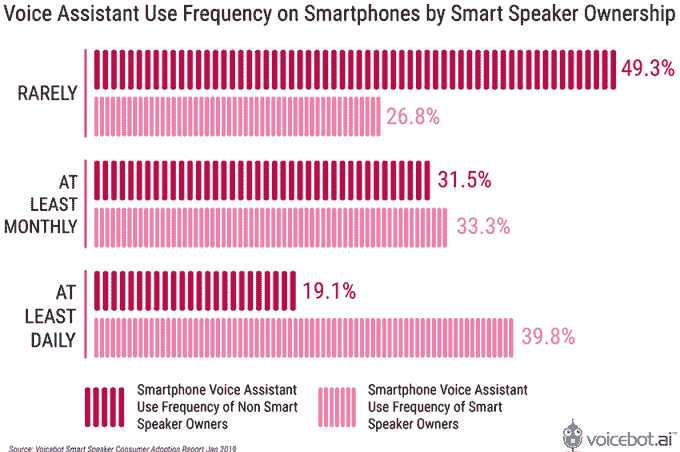 Voice Assistant Use Frequency on Smartphones by Smart Speaker Ownership
RARELY
49.3%
26.8%
AT
LEAST
MONTHLY
31.5%
33.3%
AT
LEAST
DAILY
19.1%
39.8%
Smartphone Voice Assistant
Use Frequency of Non Smart
Speaker Owners
Smartphone Voice Assistant
Use Frequency of Smart
Speaker Owners
Source: Voicebot Smart Speaker Consumer Adoption Report Jan 2019
voicebot.ai™